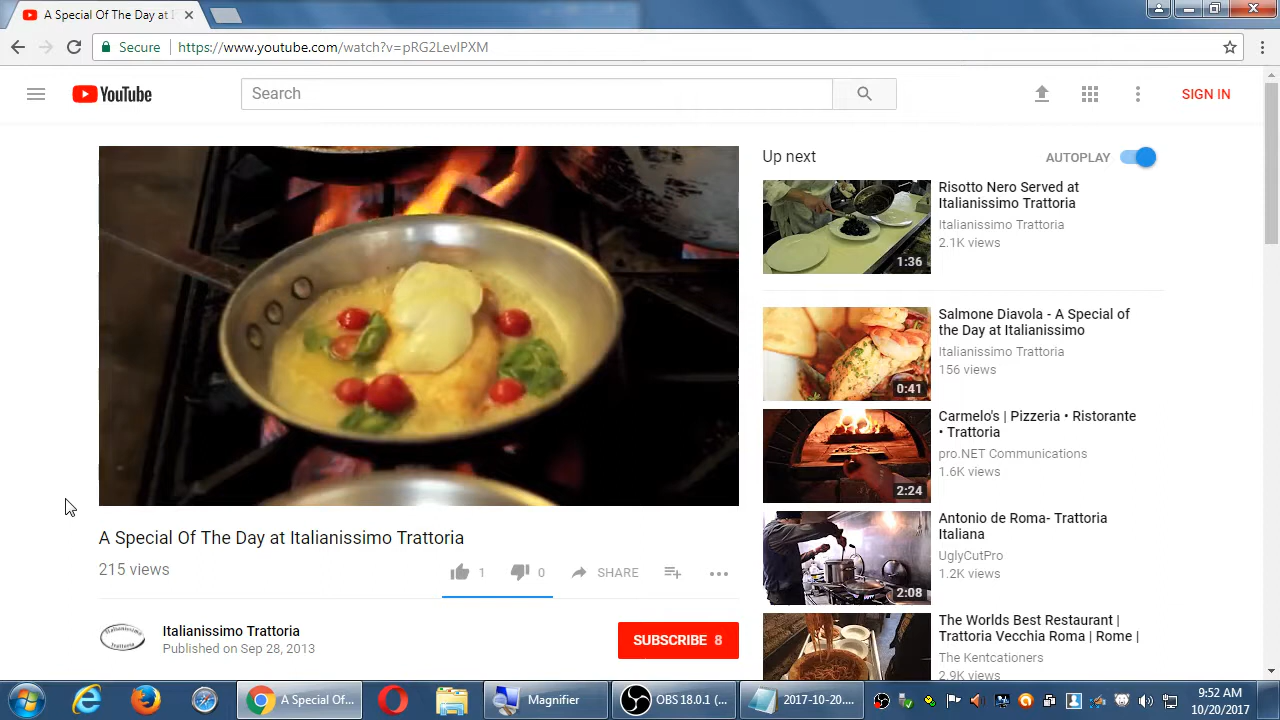 A Special Of The Day at I
Secure https://www.youtube.com/watch?v=pRG2LevIPXM
YouTube
Search
SIGN IN
Up next
AUTOPLAY
Risotto Nero Served at
Italianissimo Trattoria
Italianissimo Trattoria
2.1K views
1:36
Salmone Diavola - A Special of
the Day at Italianissimo
Italianissimo Trattoria
156 views
0:41
Carmelo's | Pizzeria • Ristorante
• Trattoria
pro.NET Communications
1.6K views
2:24
Antonio de Roma- Trattoria
Italiana
UglyCutPro
1.2K views
2:08
The Worlds Best Restaurant |
Trattoria Vecchia Roma | Rome |
The Kentcationers
2.9K views
A Special Of The Day at Italianissimo Trattoria
215 views
1 0 SHARE
Italianissimo Trattoria
Published on Sep 28, 2013
SUBSCRIBE 8
Italianissimo
Trattoria
A Special Of... Magnifier OBS 18.0.1 (... 2017-10-20....
9:52 AM
10/20/2017